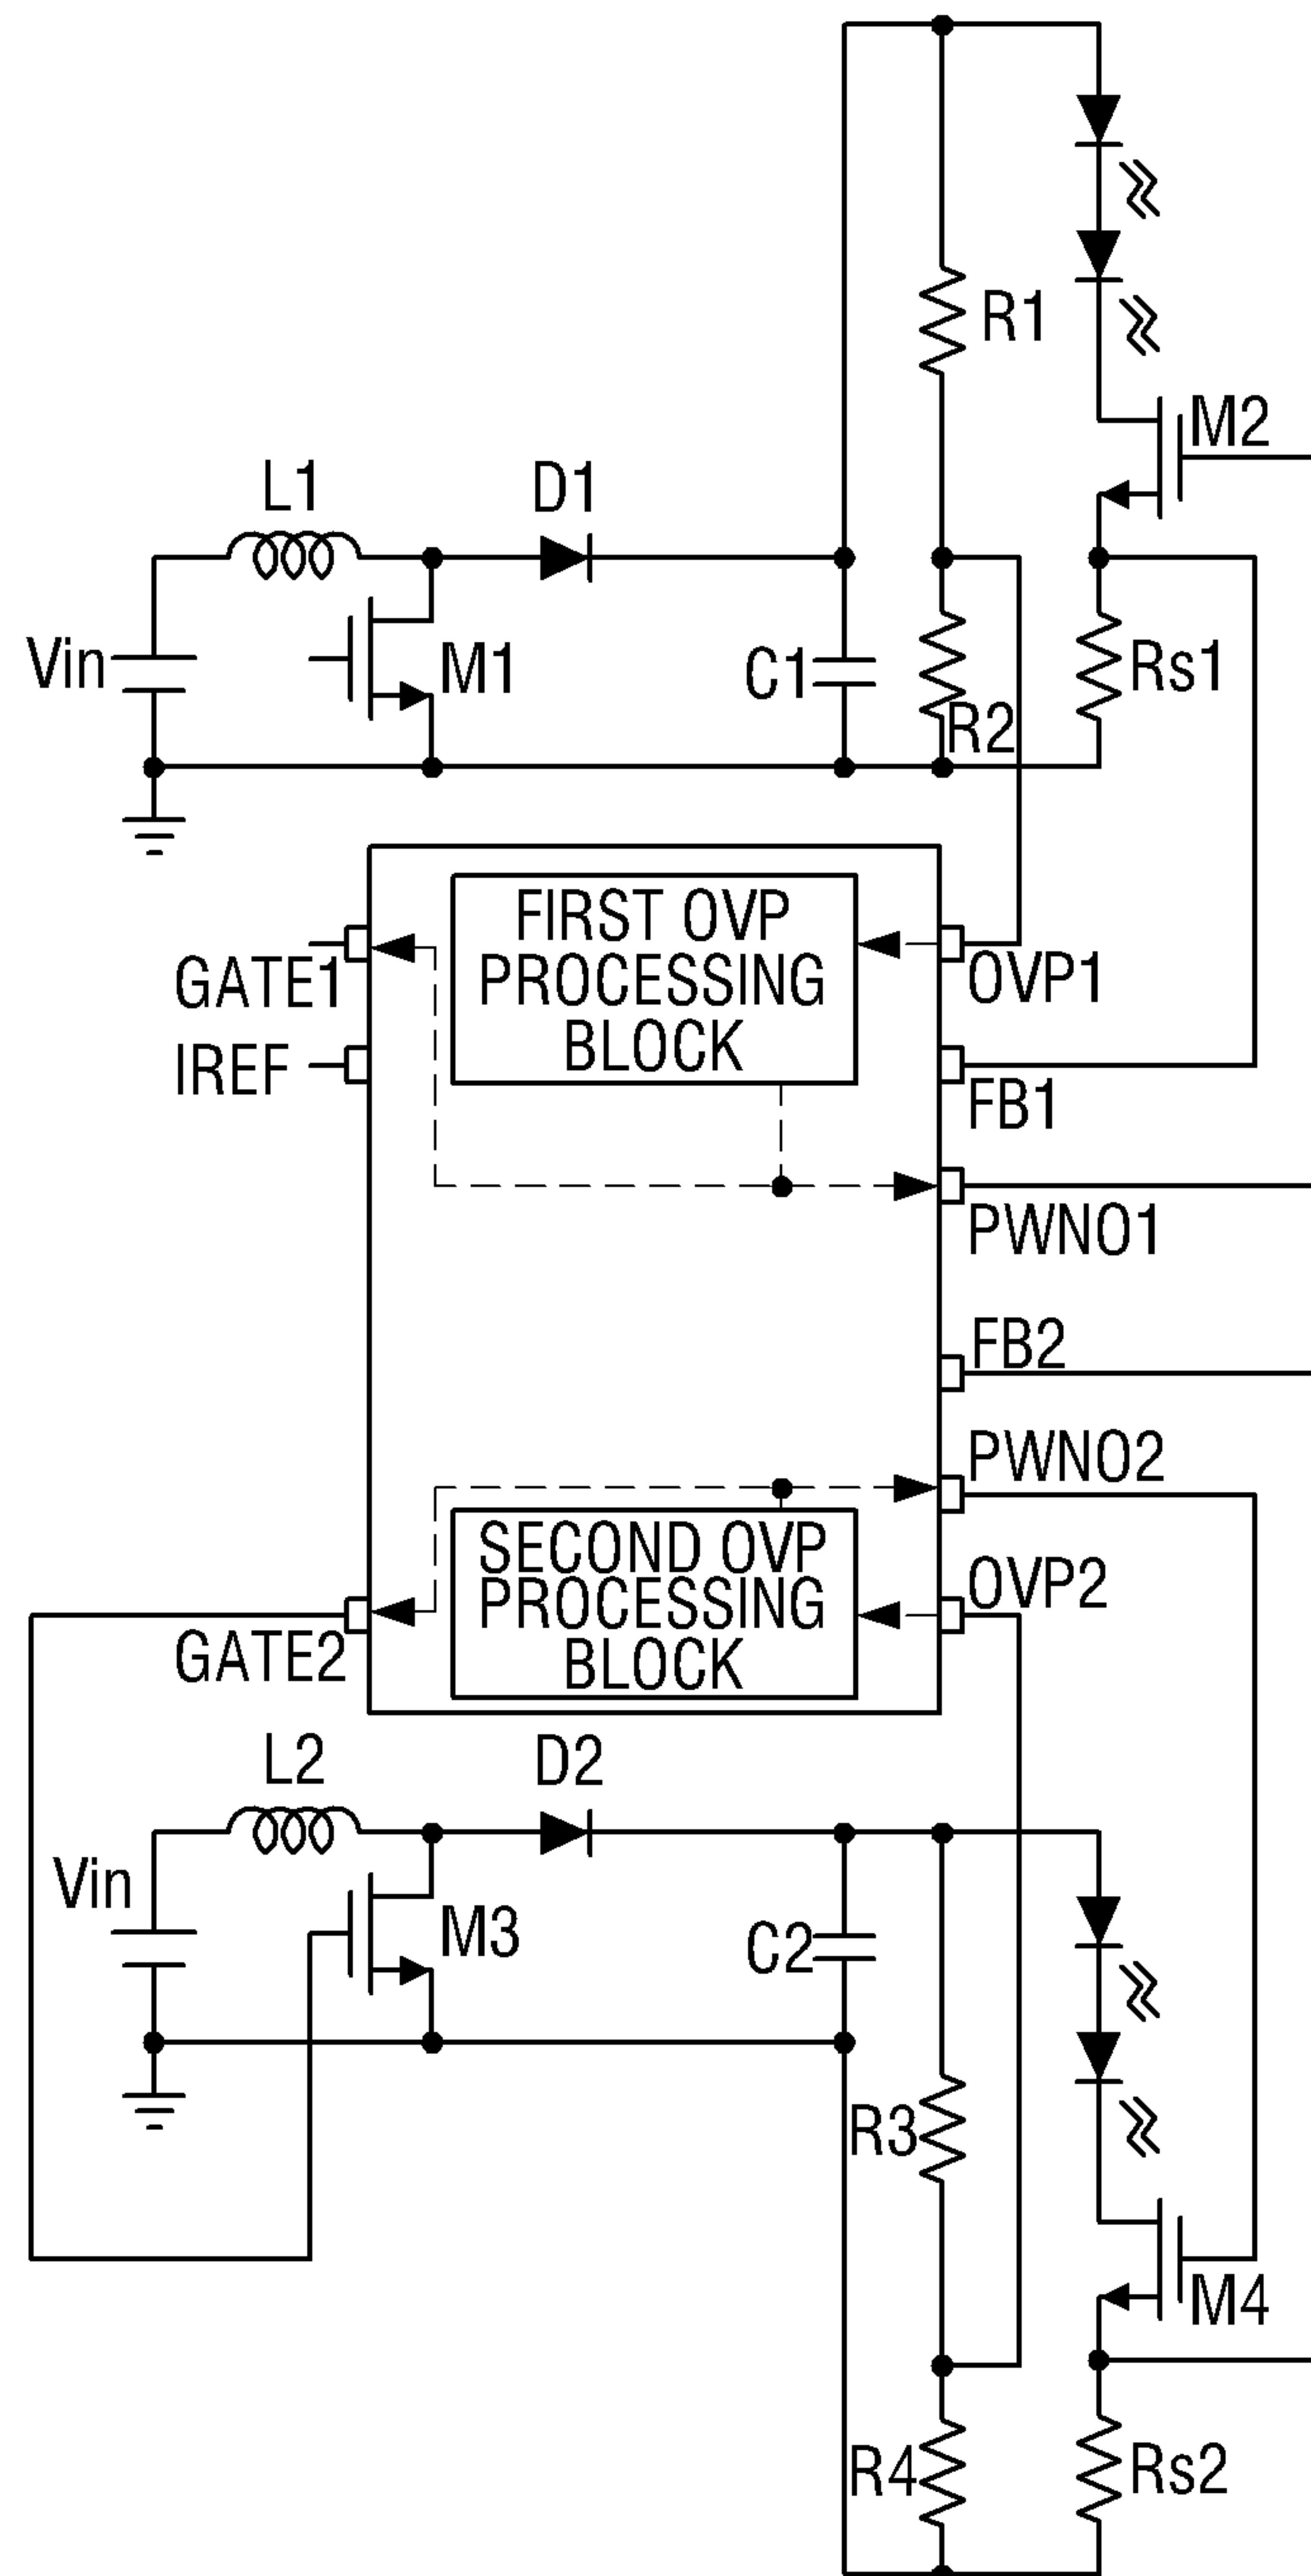 R1
M2
L1
D1
Vin
M1
C1
R2
Rs1
FIRST OVP
PROCESSING
BLOCK
GATE1
OVP1
IREF
FB1
PWNO1
FB2
PWNO2
SECOND OVP
PROCESSING
BLOCK
OVP2
GATE2
L2
D2
Vin
M3
C2
R3
M4
R4
Rs2